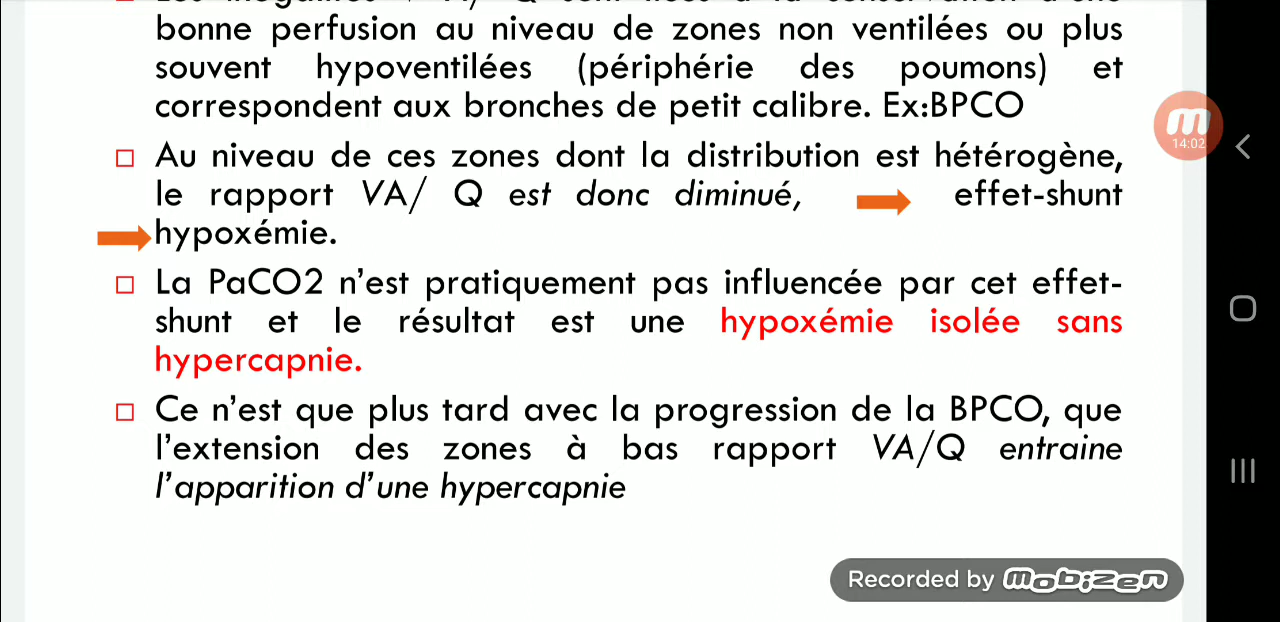 bonne perfusion au niveau de zones non ventilées ou plus
souvent hypoventilées (périphérie des poumons) et
correspondent aux bronches de petit calibre. Ex:BPCO
Au niveau de ces zones dont la distribution est hétérogène,
le rapport VA/ Q est donc diminué, effet-shunt
hypoxémie.
La PaCO2 n’est pratiquement pas influencée par cet effet-
shunt et le résultat est une hypoxémie isolée sans
hypercapnie.
Ce n’est que plus tard avec la progression de la BPCO, que
l’extension des zones à bas rapport VA/Q entraine
l’apparition d’une hypercapnie
m
14:02
Recorded by mobizen